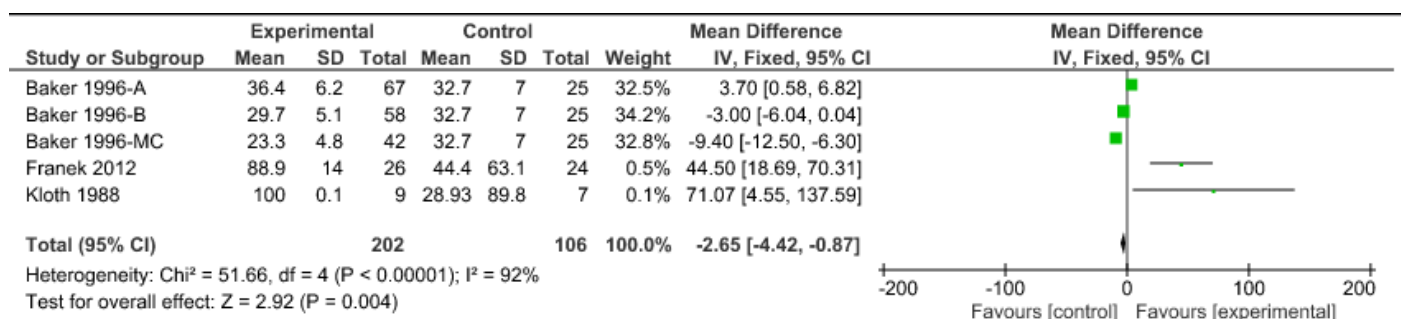 Experimental Control Mean Difference Mean Difference
Study or Subgroup Mean SD Total Mean SD Total Weight IV, Fixed, 95% CI IV, Fixed, 95% CI
Baker 1996-A 36.4 6.2 67 32.7 7 25 32.5% 3.70 [0.58, 6.82]
Baker 1996-B 29.7 5.1 58 32.7 7 25 34.2% -3.00 [-6.04, 0.04]
Baker 1996-MC 23.3 4.8 42 32.7 7 25 32.8% -9.40 [-12.50, -6.30]
Franek 2012 88.9 14 26 44.4 63.1 24 0.5% 44.50 [18.69, 70.31]
Kloth 1988 100 0.1 9 28.93 89.8 7 0.1% 71.07 [4.55, 137.59]
Total (95% CI) 202 106 100.0% -2.65 [-4.42, -0.87]
Heterogeneity: Chi² = 51.66, df = 4 (P < 0.00001); I² = 92%
Test for overall effect: Z = 2.92 (P = 0.004)
-200 -100 0 100 200
Favours [control] Favours [experimental]